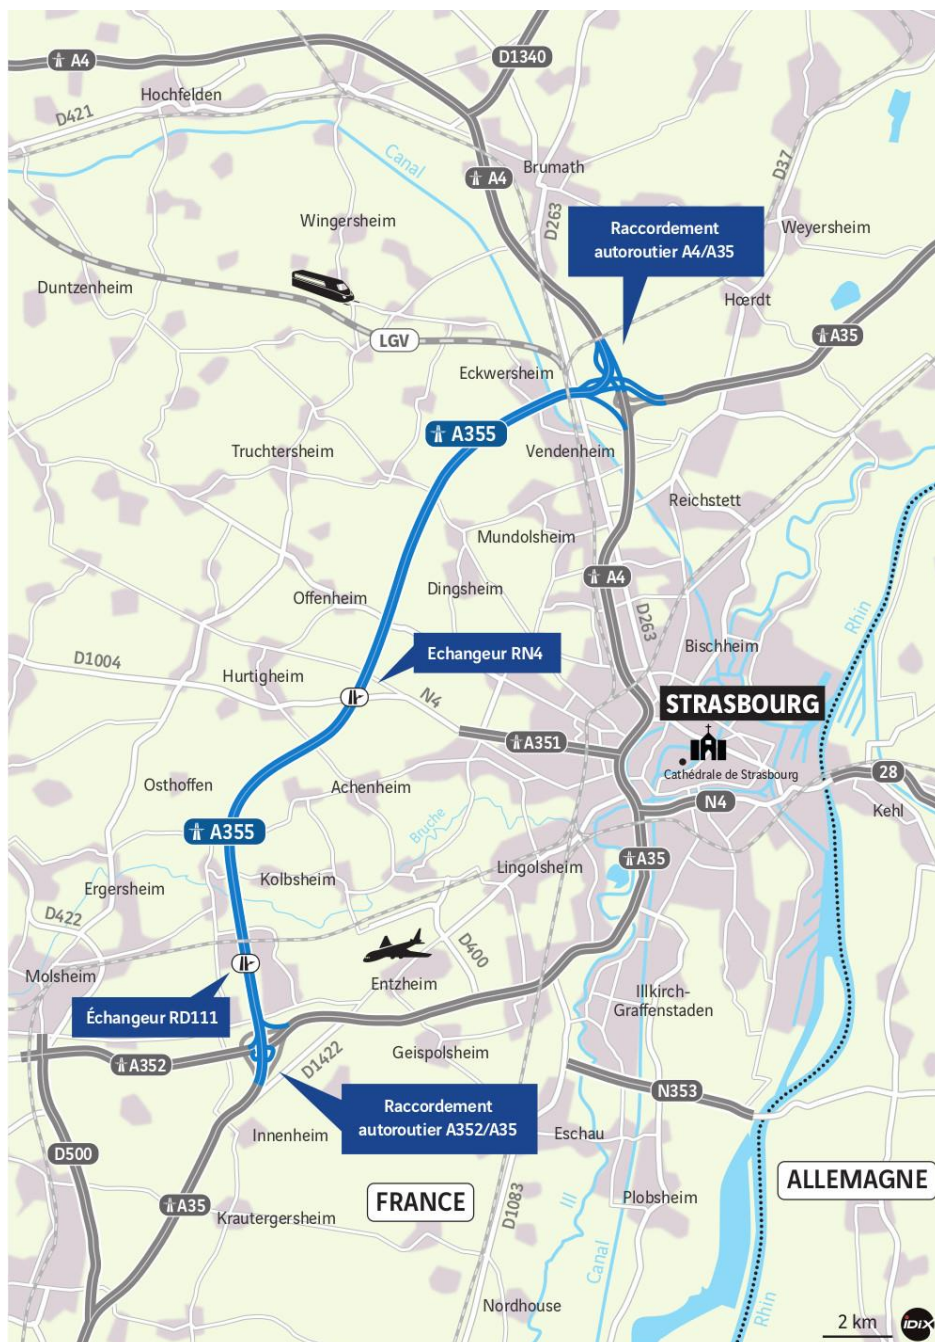 A4
D1340
Hochfelden
D421
Canal
Brumath
D37
A4
D263
Wingersheim
Raccordement
autoroutier A4/A35
Weyersheim
Duntzenheim
Hœrdt
LGV
A35
Eckwersheim
A355
Truchtersheim
Vendenheim
Reichstett
Mundolsheim
A4
Dingsheim
Offenheim
D263
Rhin
Bischheim
Echangeur RN4
D1004
Hurtigheim
N4
STRASBOURG
A351
Cathédrale de Strasbourg
28
Osthoffen
Achenheim
N4
Kehl
A355
Bruche
A35
Lingolsheim
Kolbsheim
Ergersheim
D422
D400
Molsheim
Entzheim
Illkirch-
Graffenstaden
Échangeur RD111
A352
D1422
Geispolsheim
N353
Raccordement
autoroutier A352/A35
Innenheim
Eschau
D500
ALLEMAGNE
A35
FRANCE
D1083
Ill
Plobsheim
Krautergersheim
Canal
Rhin
Nordhouse
2 km
iDiX